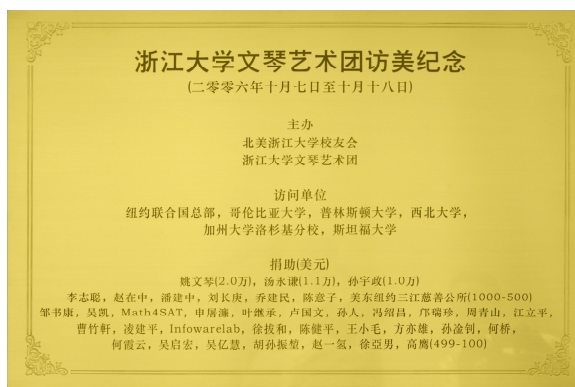 浙江大学文琴艺术团访美纪念
(二零零六年十月七日至十月十八日)
主办
北美浙江大学校友会
浙江大学文琴艺术团
访问单位
纽约联合国总部，哥伦比亚大学，普林斯顿大学，西北大学，
加州大学洛杉基分校，斯坦福大学
捐助(美元)
姚文琴(2.0万)，汤永谦(1.1万)，孙宇政(1.0万)
李志聪，赵在中，潘建中，刘长庚，乔建民，陈意子，美东纽约三江慈善公所(1000-500)
邹书康，吴凯，Math4SAT，申屠瀛，叶继承，卢国文，孙人，冯绍昌，邝瑞珍，周青山，江立平，
曹竹軒，凌建平，Infowarelab，徐拔和，陈健平，王小毛，方亦雄，孙淦钊，何桥，
何霞云，吴启宏，吴亿慧，胡孙振堃，赵一氢，徐亞男，高鹰(499-100)